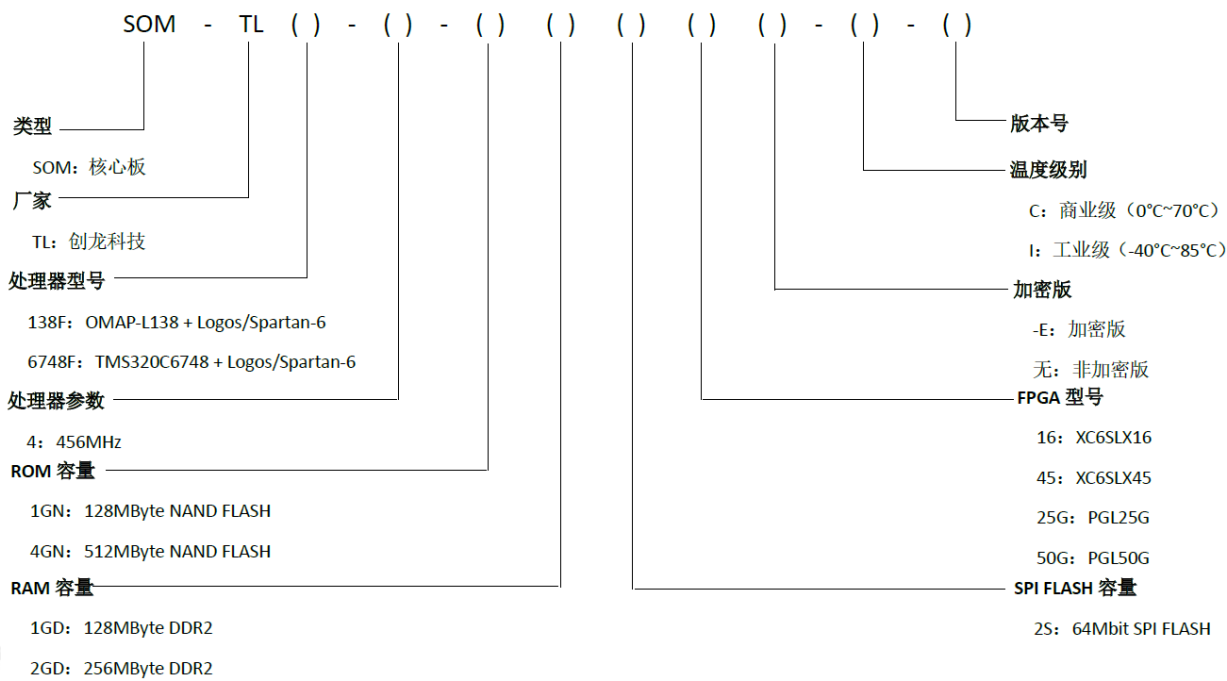 SOM - TL ( ) - ( ) - ( ) ( ) ( ) ( ) ( ) - ( ) - ( )
类型
SOM：核心板
厂家
TL：创龙科技
处理器型号
138F：OMAP-L138 + Logos/Spartan-6
6748F：TMS320C6748 + Logos/Spartan-6
处理器参数
4：456MHz
ROM 容量
1GN：128MByte NAND FLASH
4GN：512MByte NAND FLASH
RAM 容量
1GD：128MByte DDR2
2GD：256MByte DDR2
版本号
温度级别
C：商业级（0°C~70°C）
I：工业级（-40°C~85°C）
加密版
-E：加密版
无：非加密版
FPGA 型号
16：XC6SLX16
45：XC6SLX45
25G：PGL25G
50G：PGL50G
SPI FLASH 容量
2S：64Mbit SPI FLASH